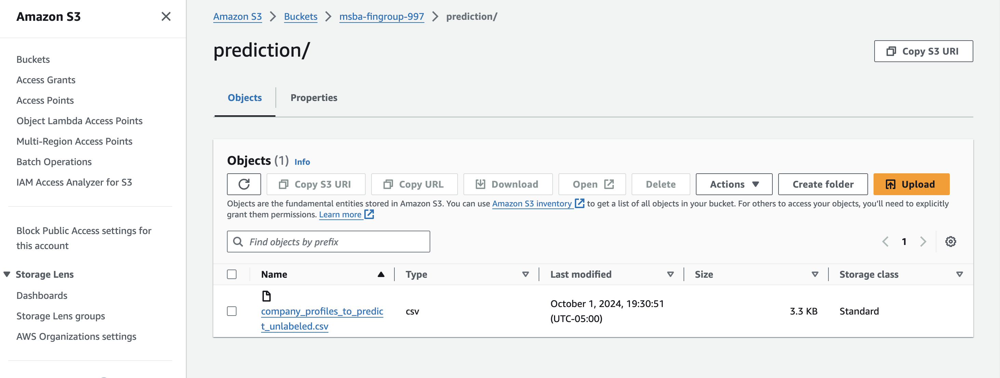 Amazon S3
Buckets
Access Grants
Access Points
Object Lambda Access Points
Multi-Region Access Points
Batch Operations
IAM Access Analyzer for S3
Block Public Access settings for
this account
Storage Lens
Dashboards
Storage Lens groups
AWS Organizations settings
Amazon S3 Buckets msba-fingroup-997 prediction/
prediction/
Copy S3 URI
Objects Properties
Objects (1) Info
Copy S3 URI Copy URL Download Open Delete Actions Create folder Upload
Objects are the fundamental entities stored in Amazon S3. You can use Amazon S3 inventory to get a list of all objects in your bucket. For others to access your objects, you’ll need to explicitly
grant them permissions. Learn more
Find objects by prefix
1
Name Type Last modified Size Storage class
company_profiles_to_predic
t_unlabeled.csv
csv
October 1, 2024, 19:30:51
(UTC-05:00)
3.3 KB
Standard